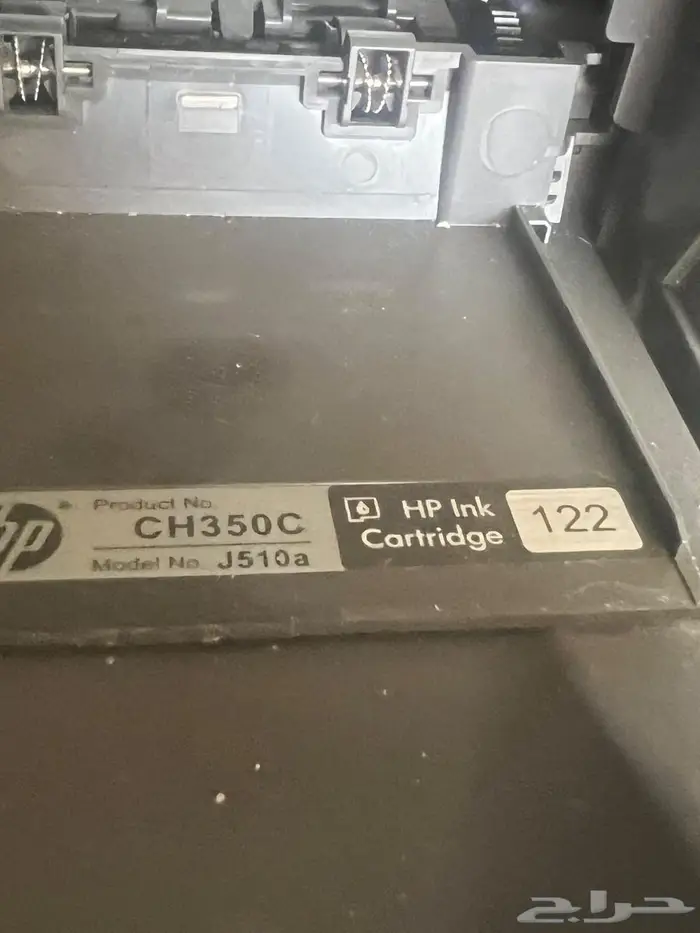 hp
Product No.
CH350C
Model No. J510a
HP Ink
Cartridge
122
حراج